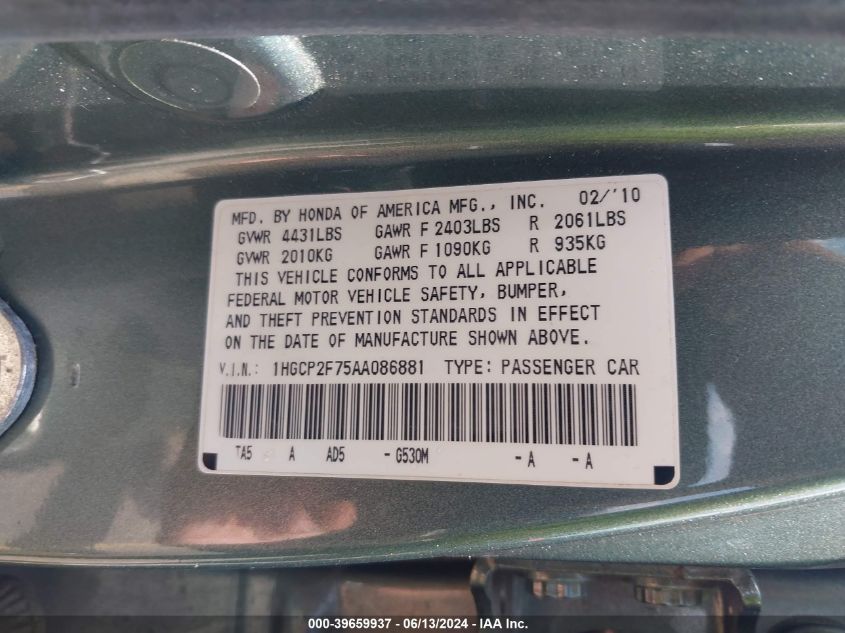 MFD. BY HONDA OF AMERICA MFG., INC. 02/'10
GVWR 4431LBS GAWR F 2403LBS R 2061LBS
GVWR 2010KG GAWR F 1090KG R 935KG
THIS VEHICLE CONFORMS TO ALL APPLICABLE
FEDERAL MOTOR VEHICLE SAFETY, BUMPER,
AND THEFT PREVENTION STANDARDS IN EFFECT
ON THE DATE OF MANUFACTURE SHOWN ABOVE.
V.I.N.: 1HGCP2F75AA086881 TYPE: PASSENGER CAR
TA5 A AD5 - G530M - A - A
000-39659937 - 06/13/2024 - IAA Inc.